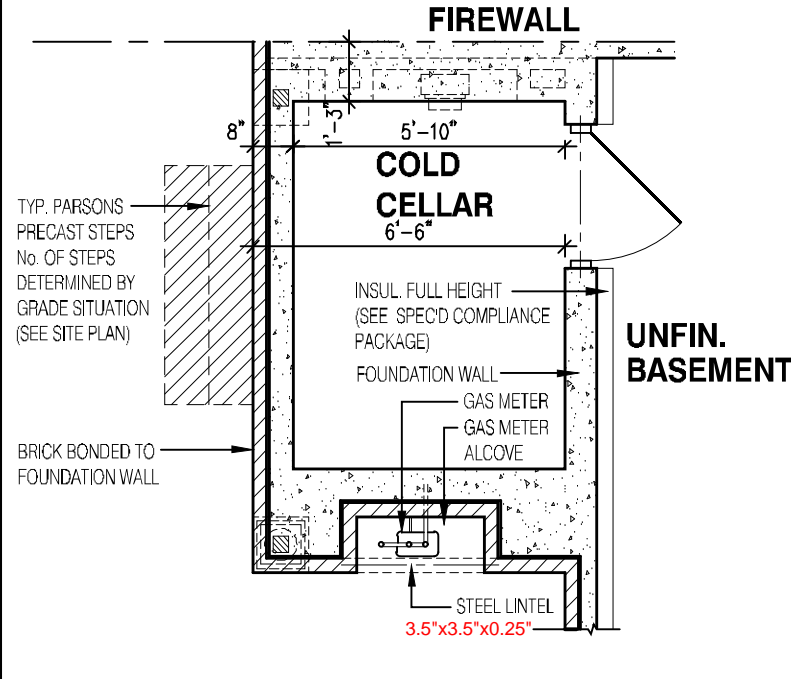 FIREWALL
8"
1'-3"
5'-10"
COLD
CELLAR
6'-6"
TYP. PARSONS
PRECAST STEPS
No. OF STEPS
DETERMINED BY
GRADE SITUATION
(SEE SITE PLAN)
INSUL. FULL HEIGHT
(SEE SPEC'D COMPLIANCE
PACKAGE)
UNFIN.
BASEMENT
FOUNDATION WALL
GAS METER
GAS METER
ALCOVE
BRICK BONDED TO
FOUNDATION WALL
STEEL LINTEL
3.5"x3.5"x0.25"